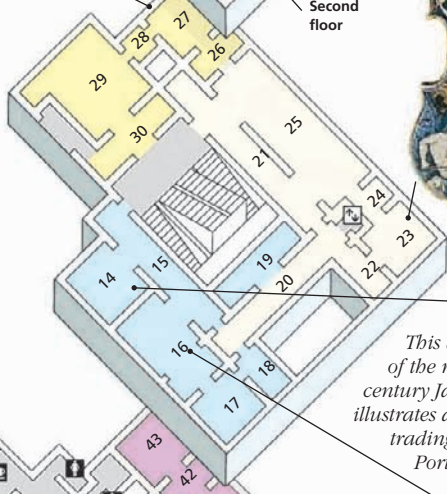 Second
floor
27
28
26
29
30
25
21
24
23
22
20
19
15
14
16
18
17
43
42
This
of the
century Ja
illustrates a
trading
Port